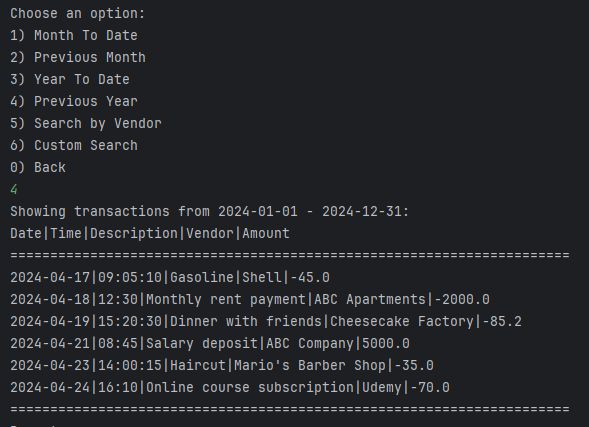 Choose an option:
1) Month To Date
2) Previous Month
3) Year To Date
4) Previous Year
5) Search by Vendor
6) Custom Search
0) Back
4
Showing transactions from 2024-01-01 - 2024-12-31:
Date|Time|Description|Vendor|Amount
======================================================================
2024-04-17|09:05:10|Gasoline|Shell|-45.0
2024-04-18|12:30|Monthly rent payment|ABC Apartments|-2000.0
2024-04-19|15:20:30|Dinner with friends|Cheesecake Factory|-85.2
2024-04-21|08:45|Salary deposit|ABC Company|5000.0
2024-04-23|14:00:15|Haircut|Mario's Barber Shop|-35.0
2024-04-24|16:10|Online course subscription|Udemy|-70.0
======================================================================